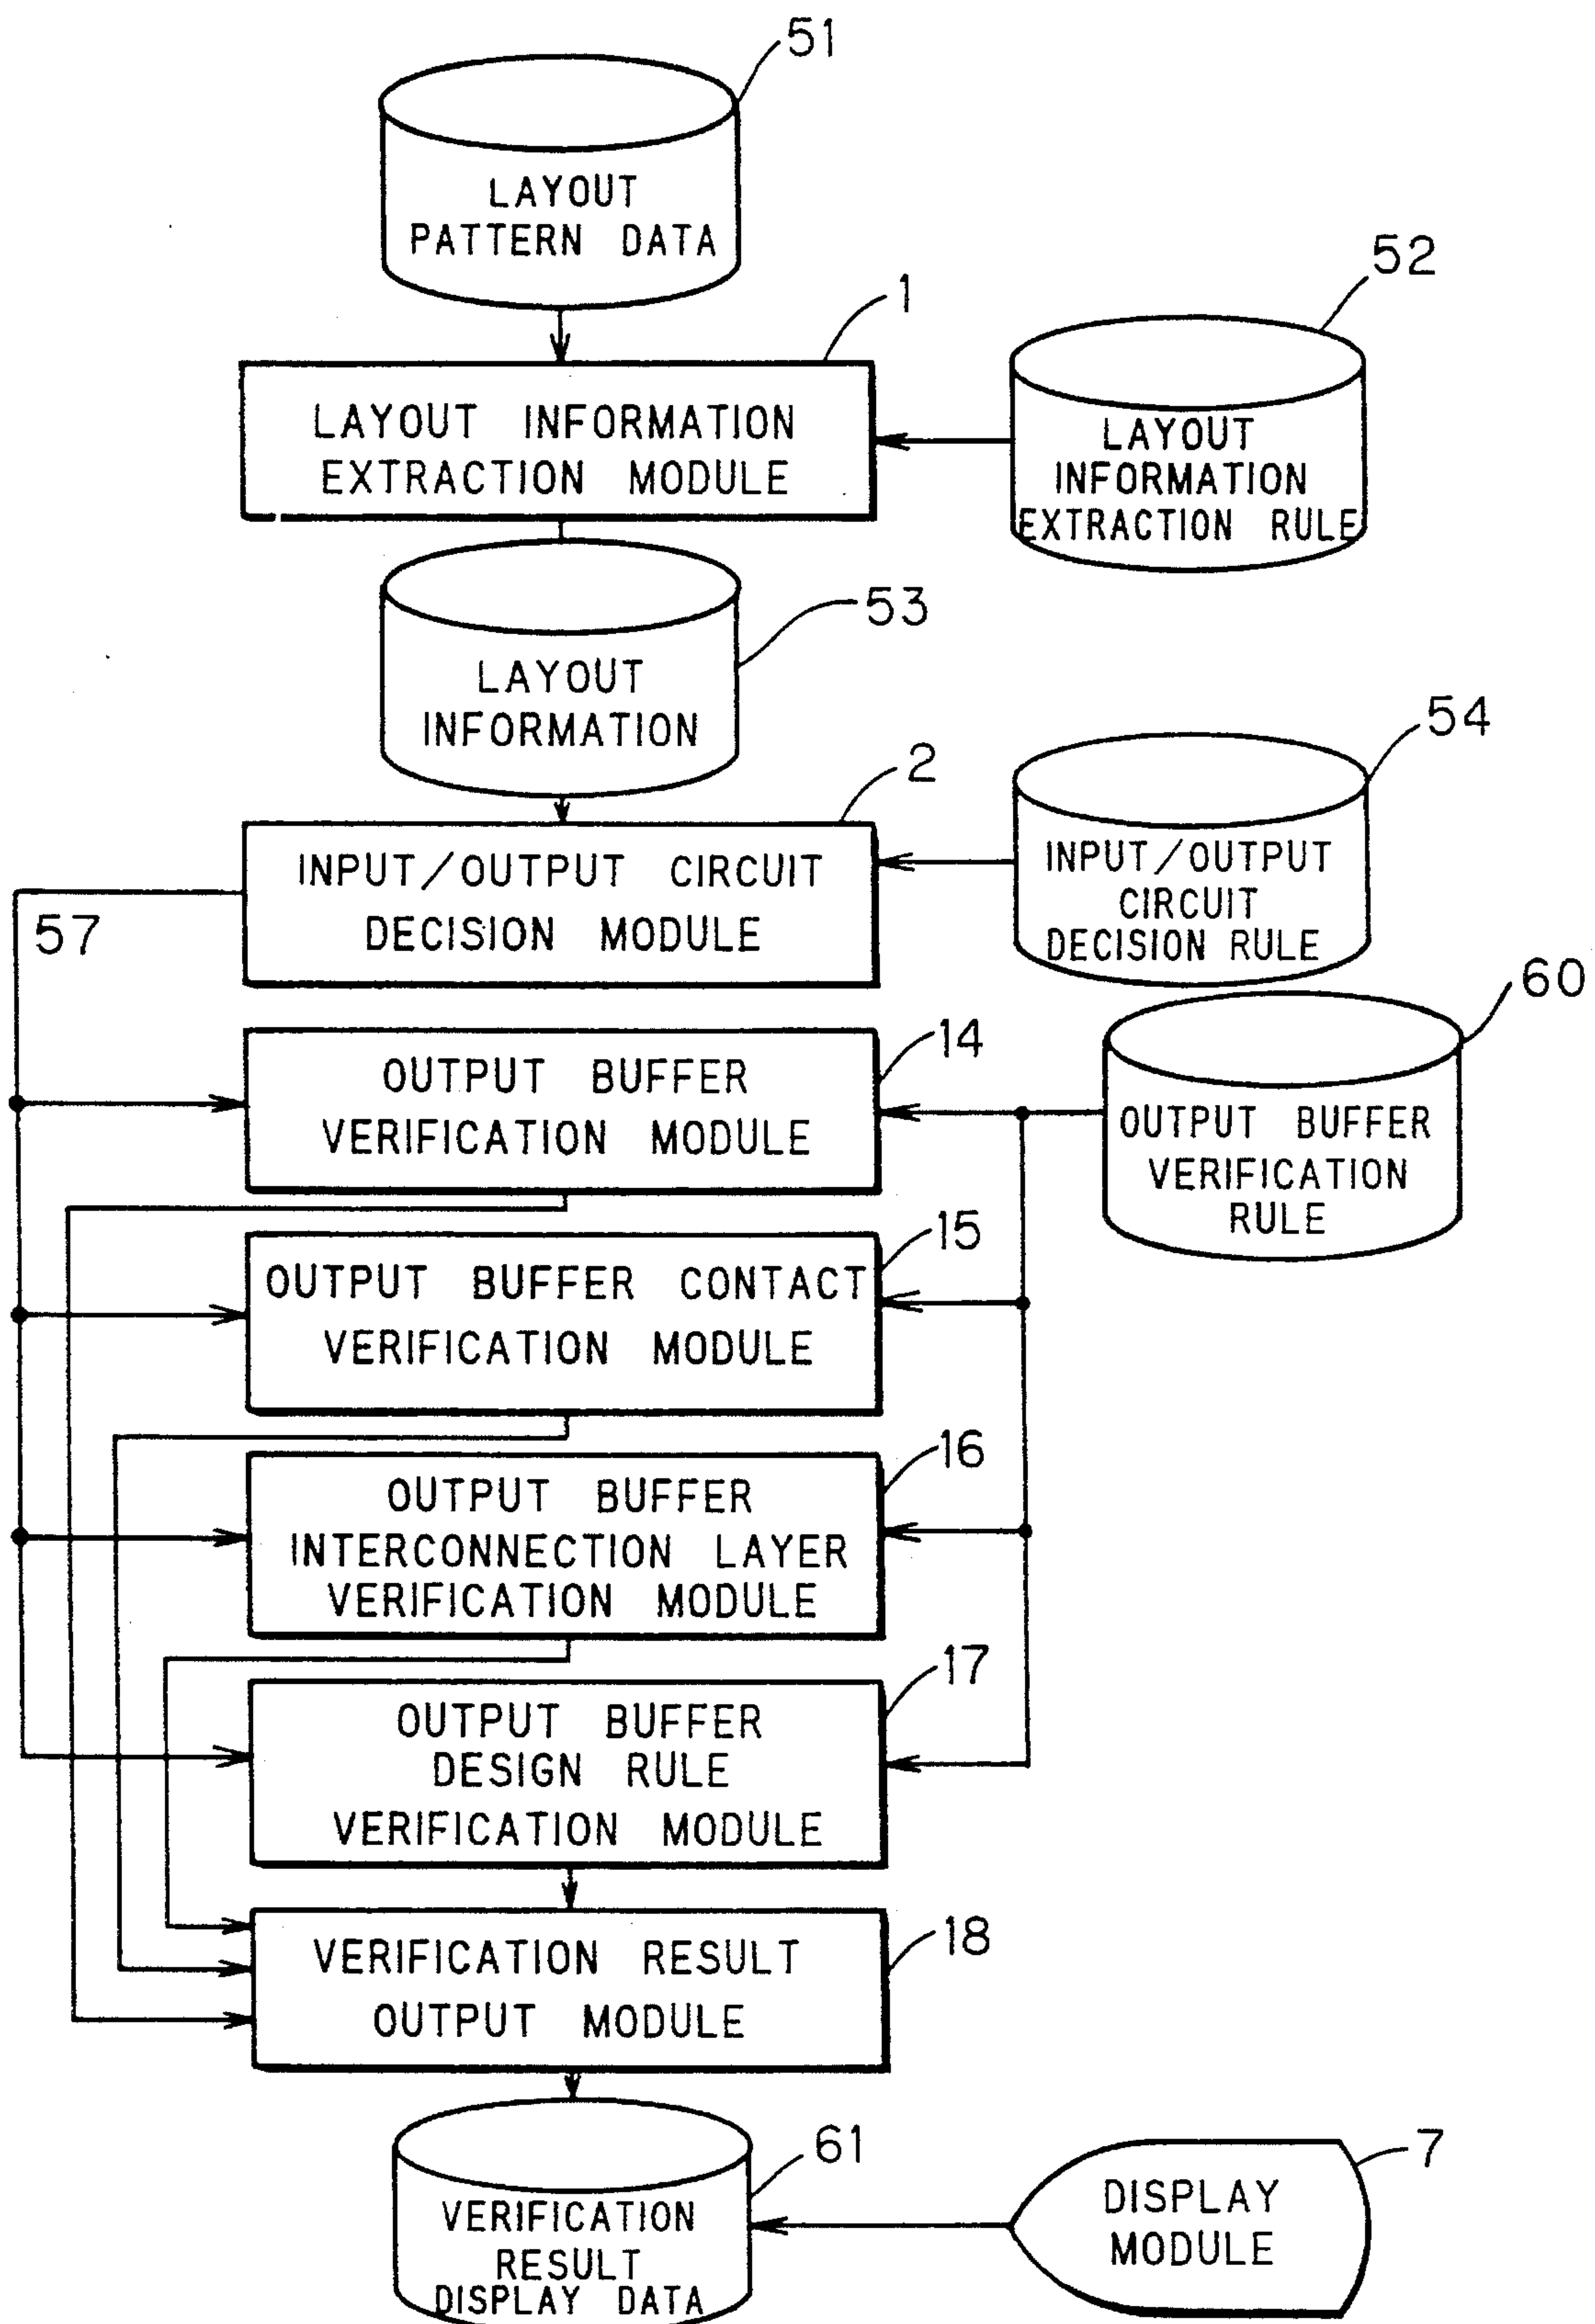 51
LAYOUT
PATTERN DATA
52
1
LAYOUT INFORMATION
EXTRACTION MODULE
LAYOUT
INFORMATION
EXTRACTION RULE
53
LAYOUT
INFORMATION
54
2
INPUT/OUTPUT CIRCUIT
DECISION MODULE
INPUT/OUTPUT
CIRCUIT
DECISION RULE
57
60
14
OUTPUT BUFFER
VERIFICATION MODULE
OUTPUT BUFFER
VERIFICATION
RULE
15
OUTPUT BUFFER CONTACT
VERIFICATION MODULE
16
OUTPUT BUFFER
INTERCONNECTION LAYER
VERIFICATION MODULE
17
OUTPUT BUFFER
DESIGN RULE
VERIFICATION MODULE
18
VERIFICATION RESULT
OUTPUT MODULE
61
VERIFICATION
RESULT
DISPLAY DATA
7
DISPLAY
MODULE